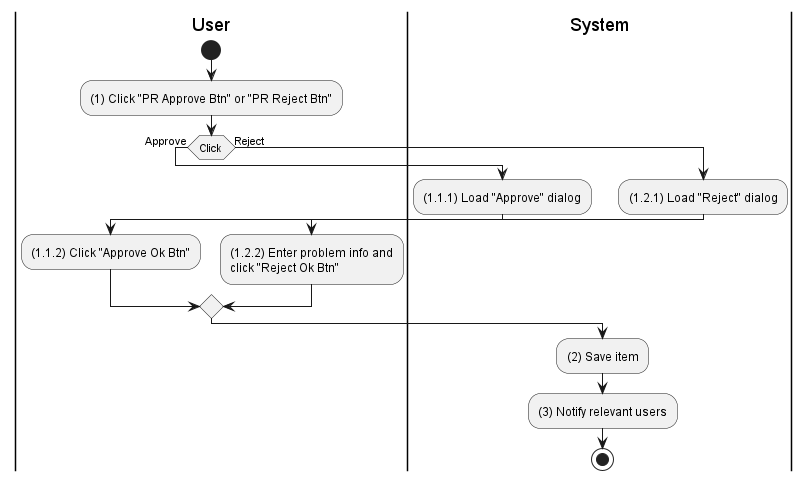 User
System
(1) Click "PR Approve Btn" or "PR Reject Btn"
Approve
Click
Reject
(1.1.1) Load "Approve" dialog
(1.2.1) Load "Reject" dialog
(1.1.2) Click "Approve Ok Btn"
(1.2.2) Enter problem info and
click "Reject Ok Btn"
(2) Save item
(3) Notify relevant users